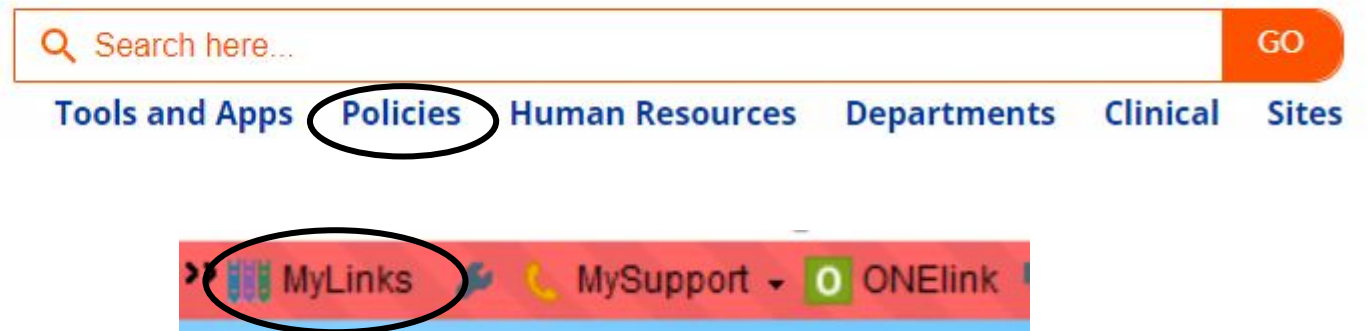 Search here... GO
Tools and Apps Policies Human Resources Departments Clinical Sites
MyLinks MySupport O ONElink